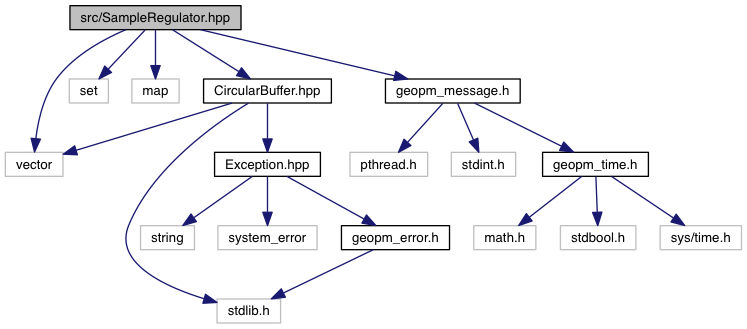 src/SampleRegulator.hpp
set
map
CircularBuffer.hpp
geopm_message.h
vector
Exception.hpp
pthread.h
stdint.h
geopm_time.h
string
system_error
geopm_error.h
math.h
stdbool.h
sys/time.h
stdlib.h